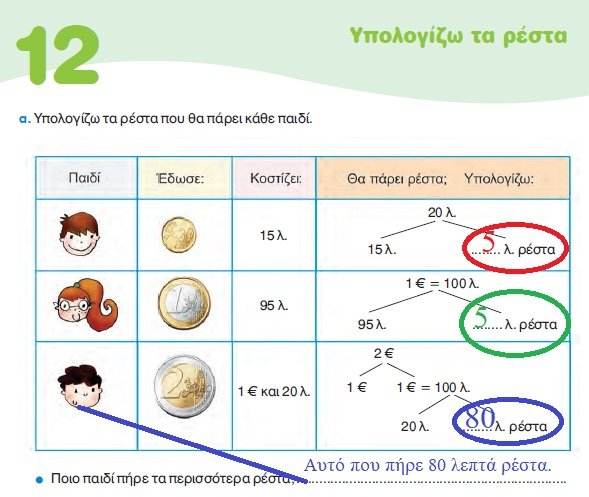 12
Υπολογίζω τα ρέστα
α. Υπολογίζω τα ρέστα που θα πάρει κάθε παιδί.
Παιδί Έδωσε: Κοστίζει: Θα πάρει ρέστα; Υπολογίζω:
20 λ.
15 λ. 15 λ. 5 λ. ρέστα
1 € = 100 λ.
95 λ. 95 λ. 5 λ. ρέστα
2 €
1 € και 20 λ. 1 € 1 € = 100 λ.
20 λ. 80 λ. ρέστα
Αυτό που πήρε 80 λεπτά ρέστα.
• Ποιο παιδί πήρε τα περισσότερα ρέστα;